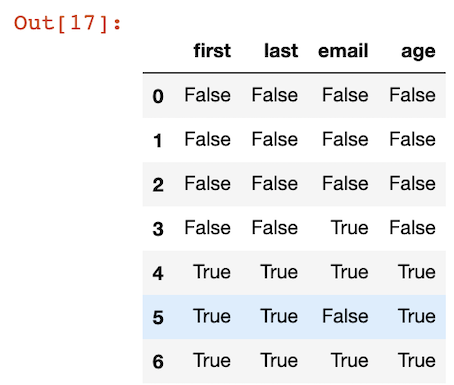 Out[17]:
first last email age
0 False False False False
1 False False False False
2 False False False False
3 False False True False
4 True True True True
5 True True False True
6 True True True True